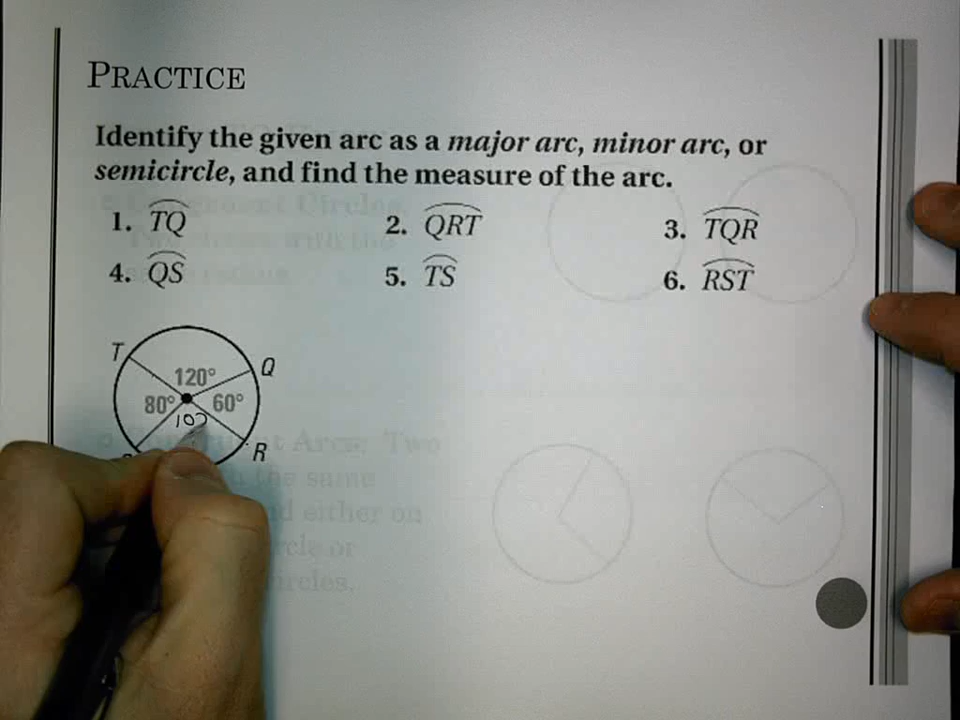 PRACTICE
Identify the given arc as a major arc, minor arc, or
semicircle, and find the measure of the arc.
1. TQ 2. QRT 3. TQR
4. QS 5. TS 6. RST
T
Q
120°
80° 60°
R